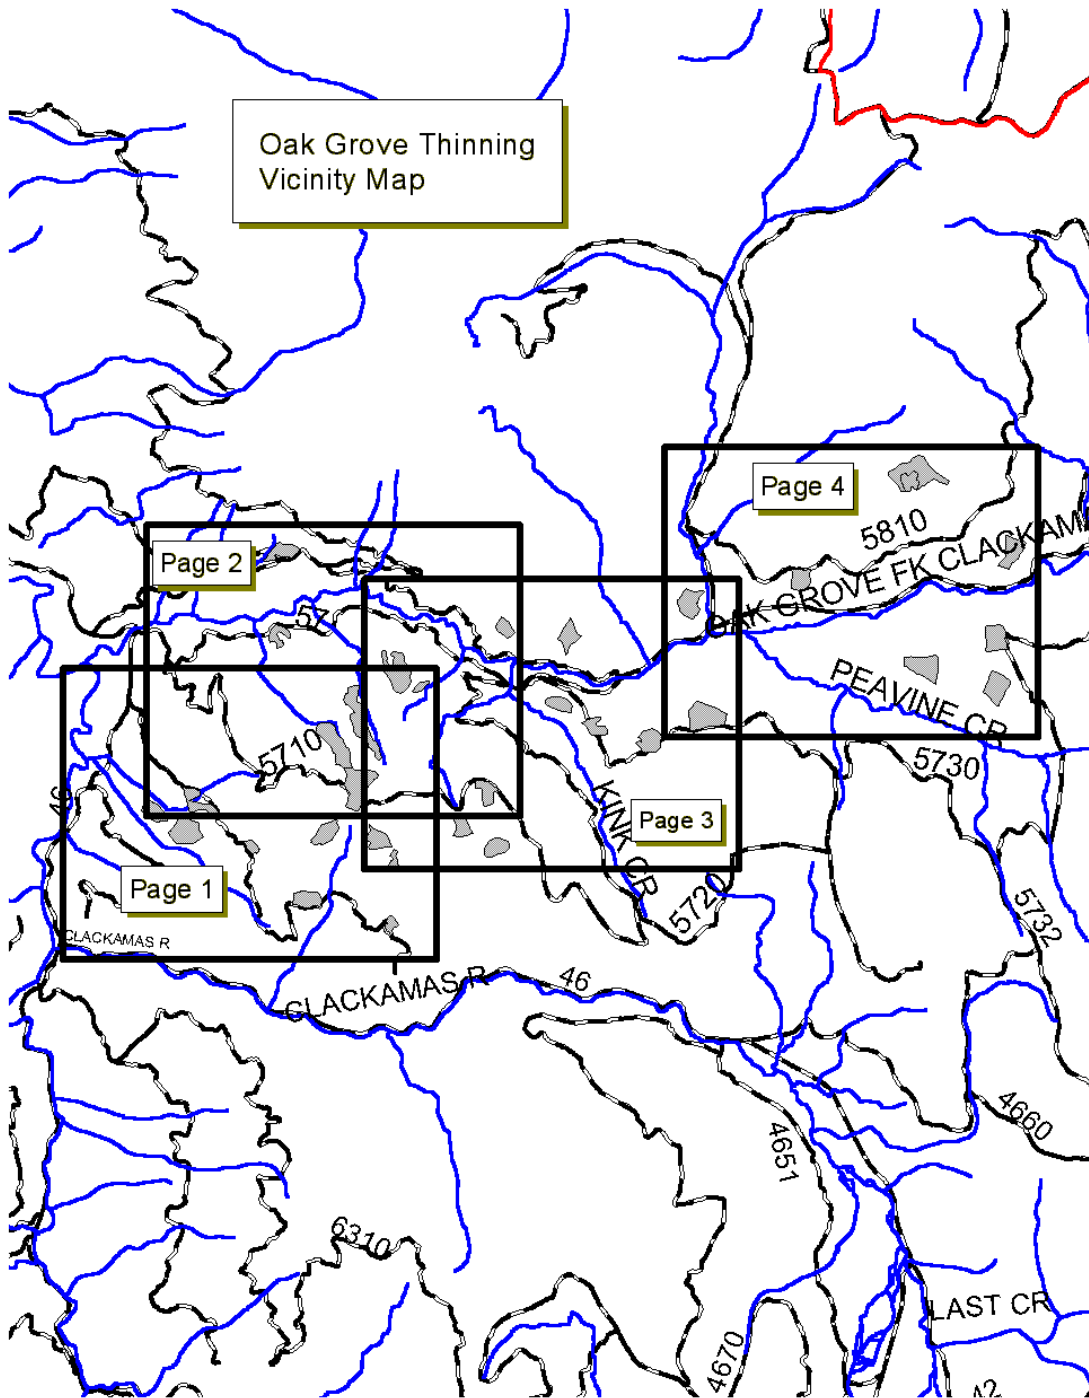 Oak Grove Thinning
Vicinity Map
Page 4
5810
OAK GROVE FK CLACKAM
Page 2
57
PEAVINE CR
5710
5730
46
KINK CR
Page 3
Page 1
5720
5732
CLACKAMAS R
CLACKAMAS R
46
4660
4651
6310
LAST CR
4670
42